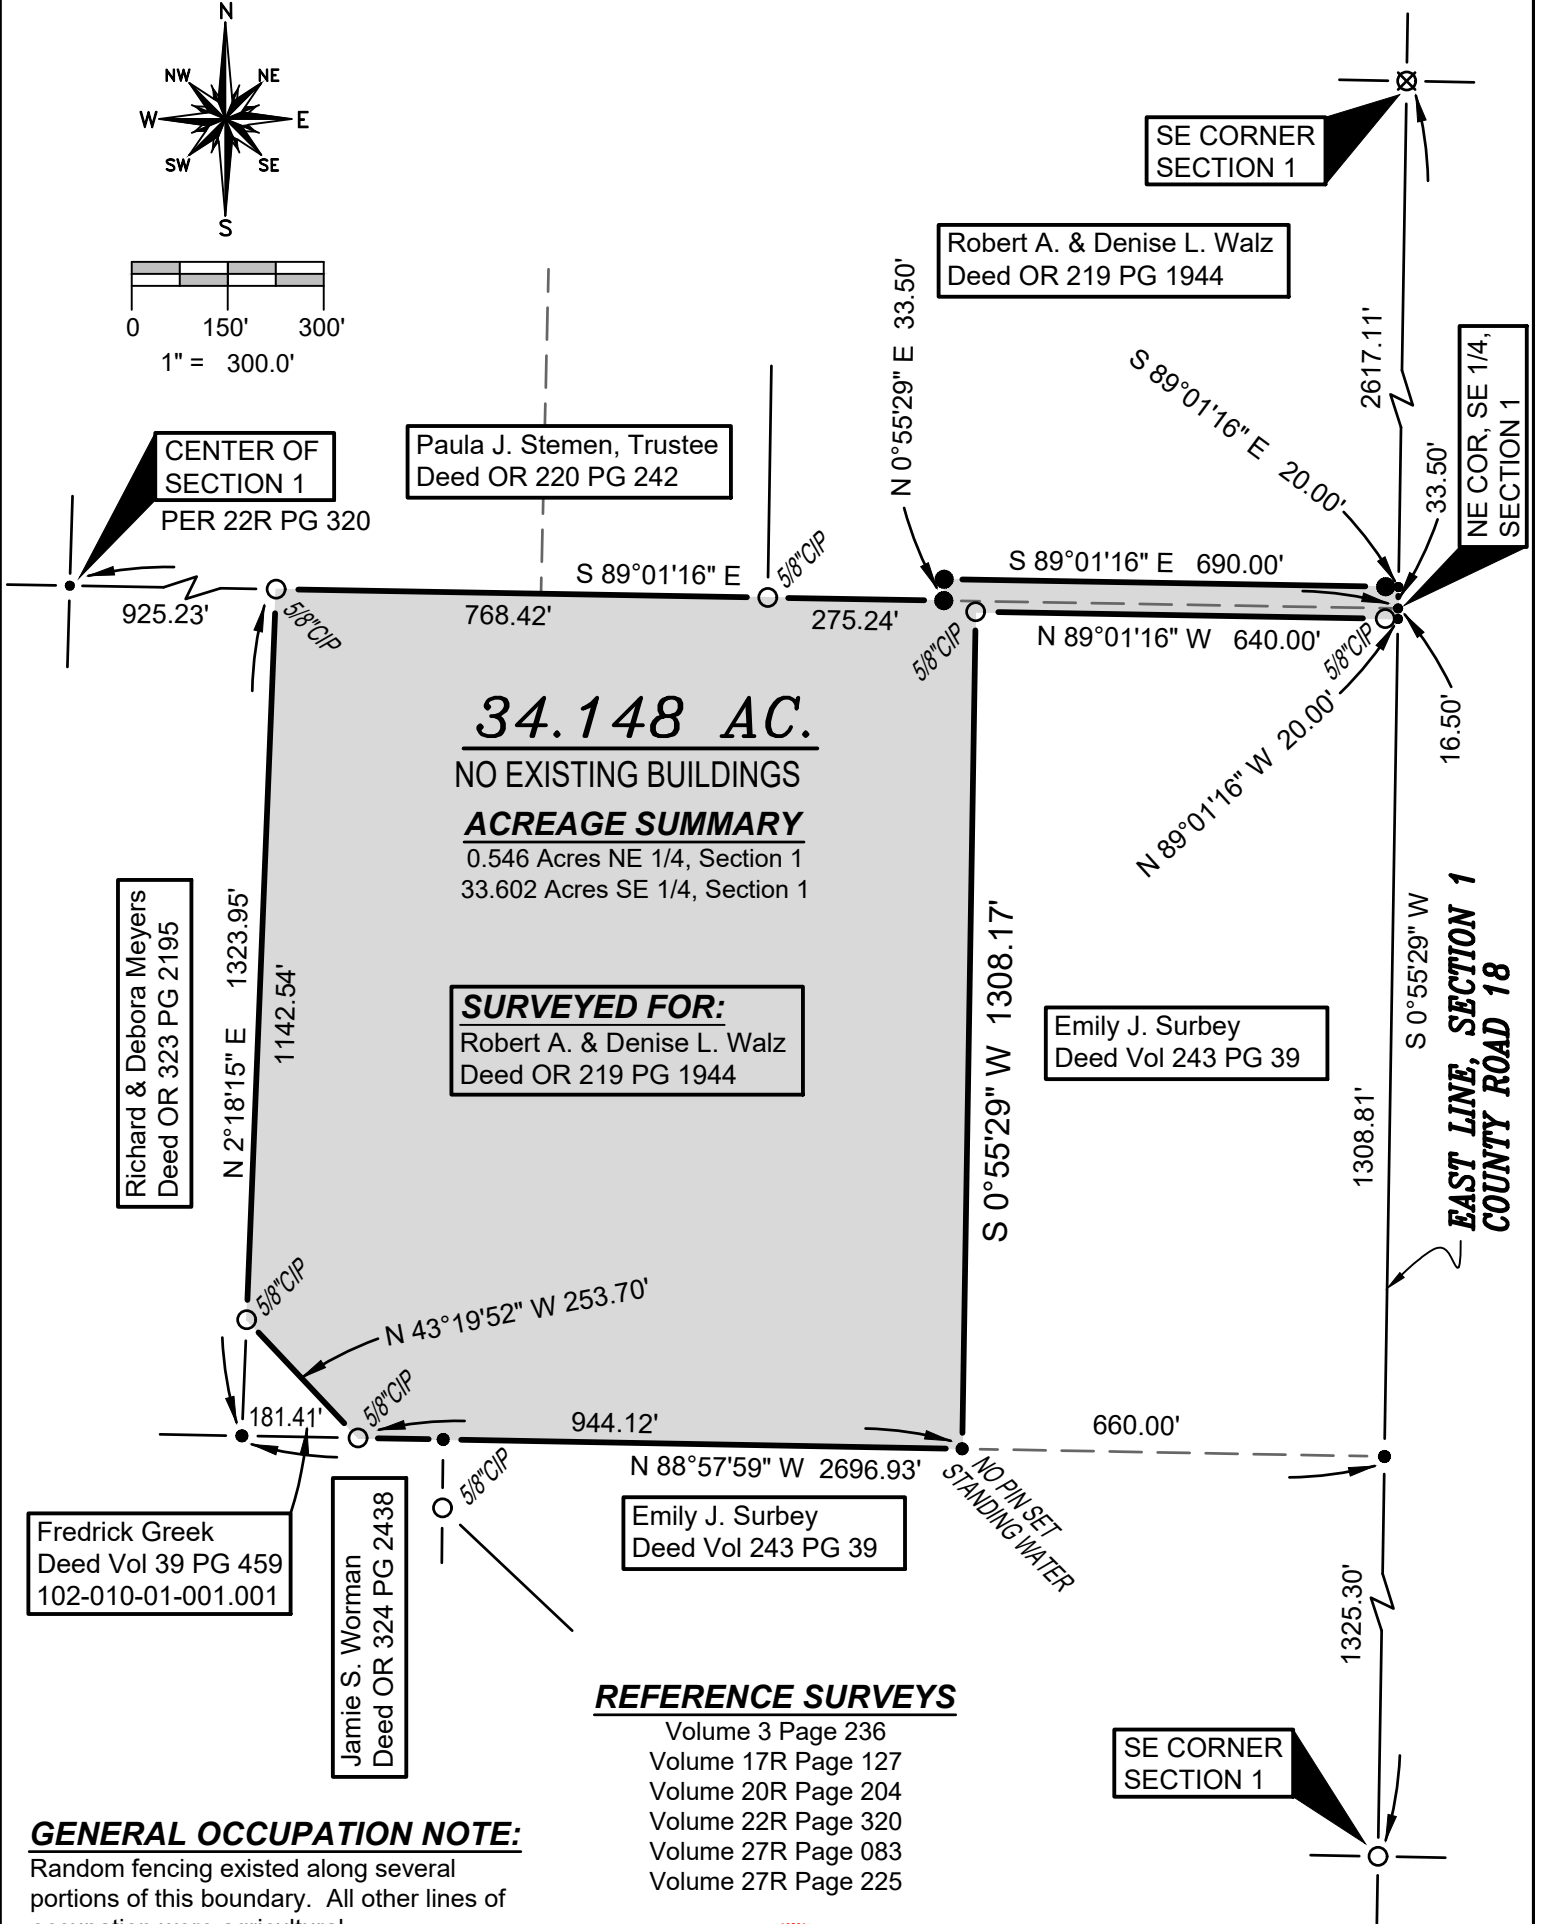 N
NW
NE
W
E
SW
SE
S
0 150' 300'
1" = 300.0'
SE CORNER
SECTION 1
Robert A. & Denise L. Walz
Deed OR 219 PG 1944
N 0°55'29" E 33.50'
S 89°01'16" E 20.00'
2617.11'
33.50'
NE COR, SE 1/4,
SECTION 1
CENTER OF
SECTION 1
PER 22R PG 320
Paula J. Stemen, Trustee
Deed OR 220 PG 242
925.23'
5/8"CIP
S 89°01'16" E
768.42'
5/8"CIP
275.24'
S 89°01'16" E 690.00'
N 89°01'16" W 640.00'
5/8"CIP
5/8"CIP
N 89°01'16" W 20.00'
16.50'
34.148 AC.
NO EXISTING BUILDINGS
ACREAGE SUMMARY
0.546 Acres NE 1/4, Section 1
33.602 Acres SE 1/4, Section 1
Richard & Debora Meyers
Deed OR 323 PG 2195
N 2°18'15" E 1323.95'
1142.54'
SURVEYED FOR:
Robert A. & Denise L. Walz
Deed OR 219 PG 1944
S 0°55'29" W 1308.17'
Emily J. Surbey
Deed Vol 243 PG 39
S 0°55'29" W
1308.81'
EAST LINE, SECTION 1
COUNTY ROAD 18
5/8"CIP
N 43°19'52" W 253.70'
5/8"CIP
181.41'
944.12'
N 88°57'59" W 2696.93'
660.00'
5/8"CIP
NO PIN SET
STANDING WATER
Emily J. Surbey
Deed Vol 243 PG 39
Fredrick Greek
Deed Vol 39 PG 459
102-010-01-001.001
Jamie S. Worman
Deed OR 324 PG 2438
1325.30'
REFERENCE SURVEYS
Volume 3 Page 236
Volume 17R Page 127
Volume 20R Page 204
Volume 22R Page 320
Volume 27R Page 083
Volume 27R Page 225
SE CORNER
SECTION 1
GENERAL OCCUPATION NOTE:
Random fencing existed along several
portions of this boundary. All other lines of